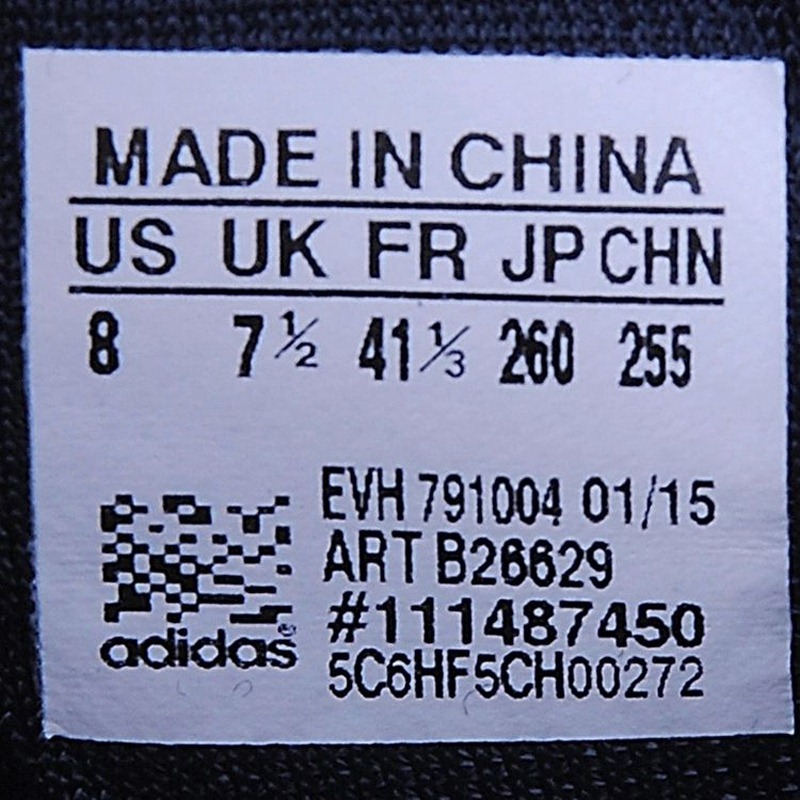 MADE IN CHINA
US UK FR JP CHN
8 7½ 41⅓ 260 255
EVH 791004 01/15
ART B26629
#111487450
adidas®
5C6HF5CH00272